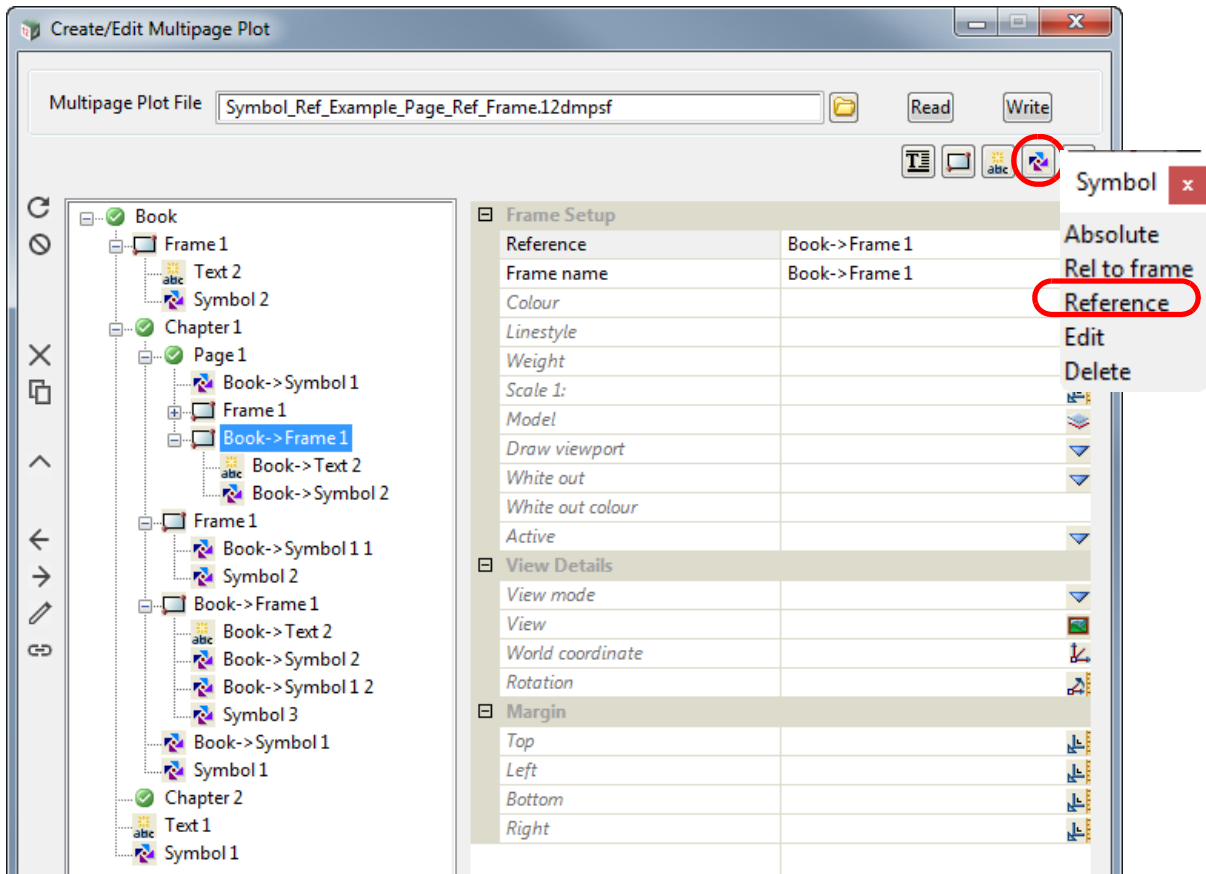 Create/Edit Multipage Plot
x
Multipage Plot File Symbol_Ref_Example_Page_Ref_Frame.12dmpsf Read Write
T abc
Symbol x
Absolute
Rel to frame
Reference
Edit
Delete
Book
Frame 1
abc Text 2
Symbol 2
Chapter 1
Page 1
Book->Symbol 1
Frame 1
Book->Frame 1
abc Book->Text 2
Book->Symbol 2
Frame 1
Book->Symbol 1 1
Symbol 2
Book->Frame 1
abc Book->Text 2
Book->Symbol 2
Book->Symbol 1 2
Symbol 3
Book->Symbol 1
Symbol 1
Chapter 2
abc Text 1
Symbol 1
Frame Setup
Reference Book->Frame 1
Frame name Book->Frame 1
Colour
Linestyle
Weight
Scale 1:
Model
Draw viewport
White out
White out colour
Active
View Details
View mode
View
World coordinate
Rotation
Margin
Top
Left
Bottom
Right